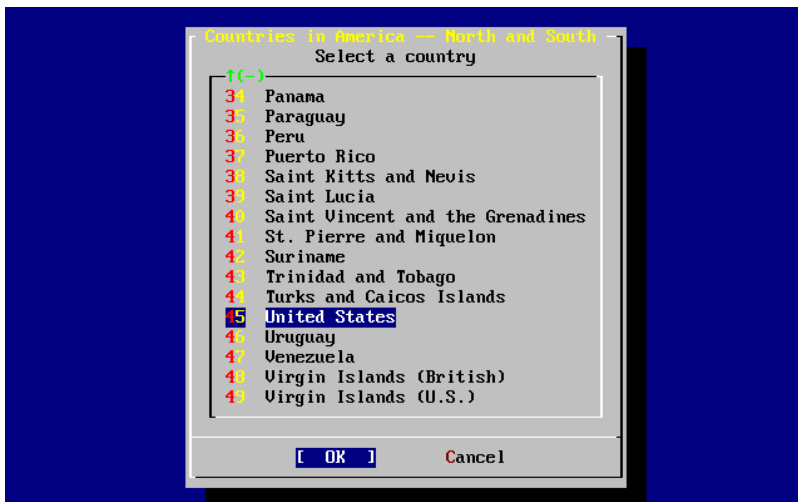 Countries in America -- North and South
Select a country
↑(-)
34 Panama
35 Paraguay
36 Peru
37 Puerto Rico
38 Saint Kitts and Nevis
39 Saint Lucia
40 Saint Vincent and the Grenadines
41 St. Pierre and Miquelon
42 Suriname
43 Trinidad and Tobago
44 Turks and Caicos Islands
45 United States
46 Uruguay
47 Venezuela
48 Virgin Islands (British)
49 Virgin Islands (U.S.)
[ OK ] Cancel